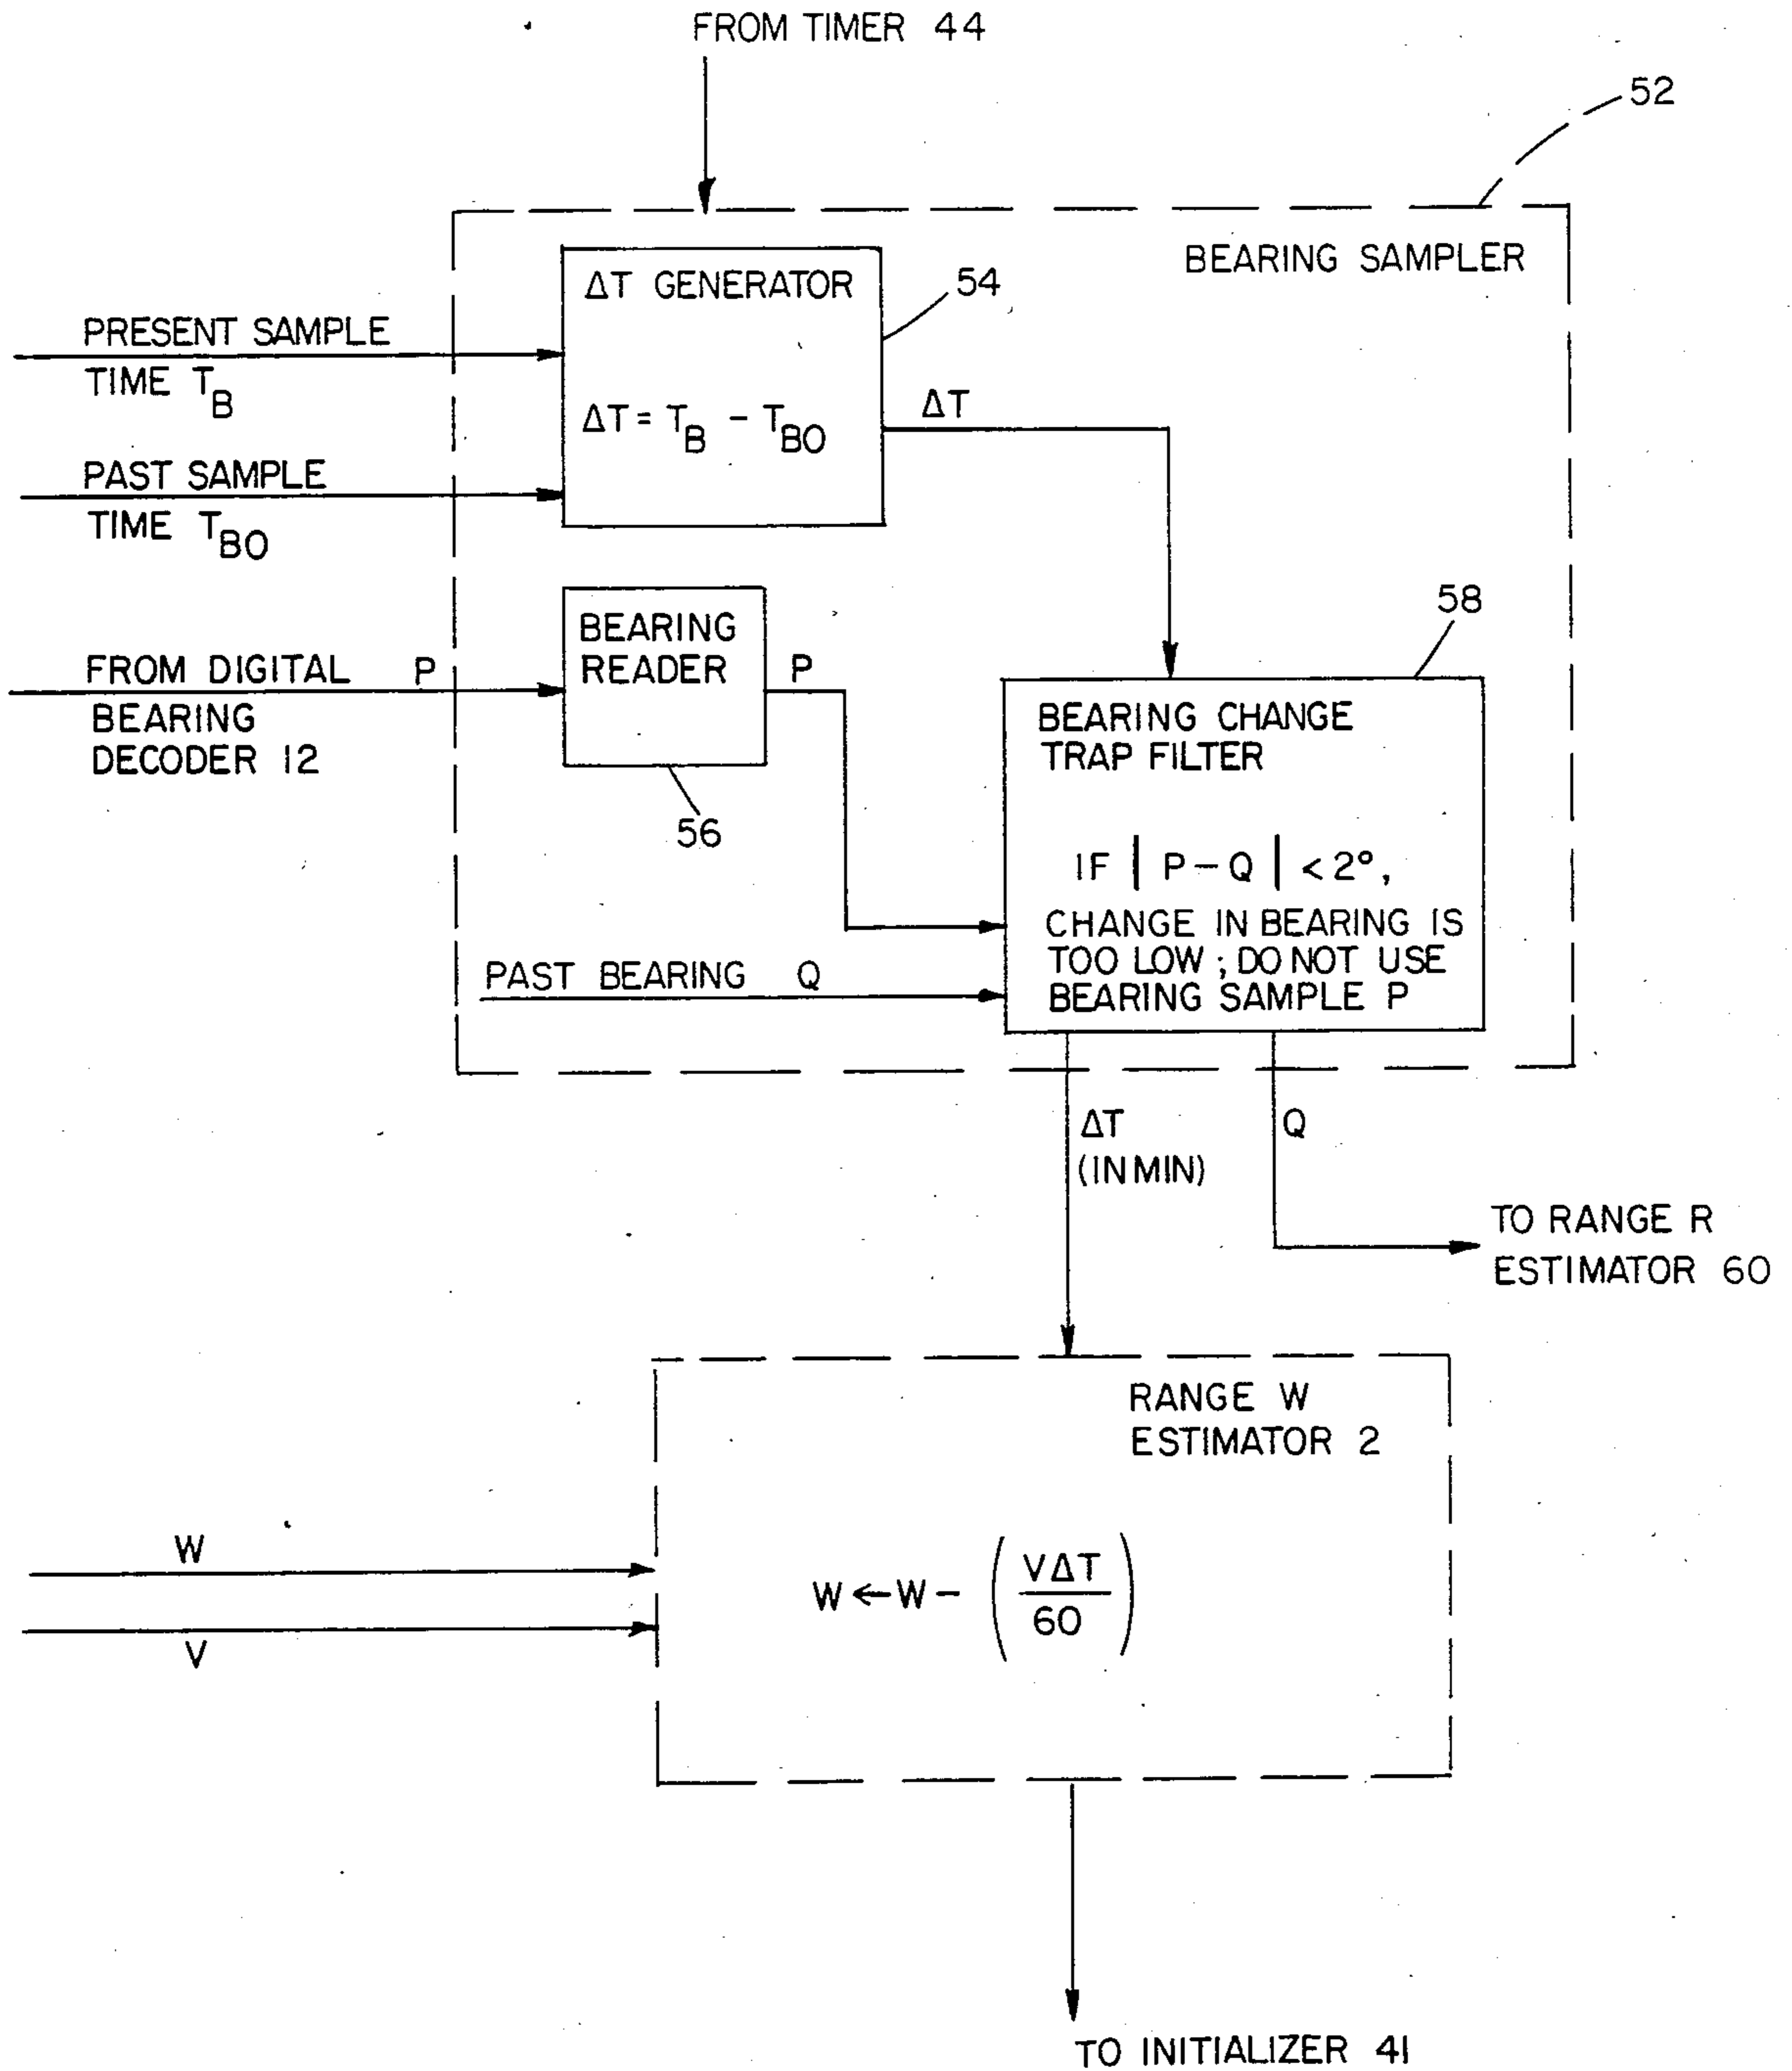 FROM TIMER 44
52
BEARING SAMPLER
ΔT GENERATOR
54
PRESENT SAMPLE
TIME T_B
ΔT = T_B - T_BO
ΔT
PAST SAMPLE
TIME T_BO
BEARING
READER
P
FROM DIGITAL P
BEARING
DECODER 12
56
58
BEARING CHANGE
TRAP FILTER
IF | P-Q | < 2°,
CHANGE IN BEARING IS
TOO LOW ; DO NOT USE
BEARING SAMPLE P
PAST BEARING Q
ΔT
(IN MIN)
Q
TO RANGE R
ESTIMATOR 60
RANGE W
ESTIMATOR 2
W
V
W ← W - (VΔT/60)
TO INITIALIZER 41